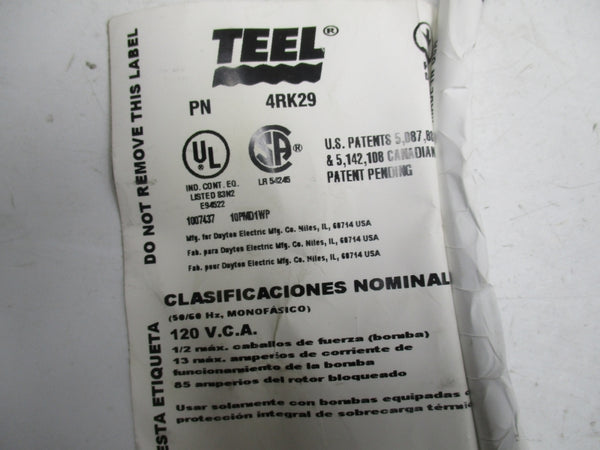 TEEL®
PN 4RK29
UL ®
SA ®
U.S. PATENTS 5,087,80
& 5,142,108 CANADIAN
PATENT PENDING
IND. CONT. EQ.
LISTED 83N2
E94522
LR 54245
1007437 10PMD1WP
Mfg. for Dayton Electric Mfg. Co. Niles, IL, 60714 USA
Fab. para Dayton Electric Mfg. Co. Niles, IL, 60714 USA
Fab. pour Dayton Electric Mfg. Co. Niles, IL, 60714 USA
CLASIFICACIONES NOMINAL
(50/60 Hz, MONOFÁSICO)
120 V.C.A.
1/2 máx. caballos de fuerza (bomba)
13 máx. amperios de corriente de
funcionamiento de la bomba
85 amperios del rotor bloqueado
Usar solamente con bombas equipadas
protección integral de sobrecarga térmi
DO NOT REMOVE THIS LABEL
ESTA ETIQUETA